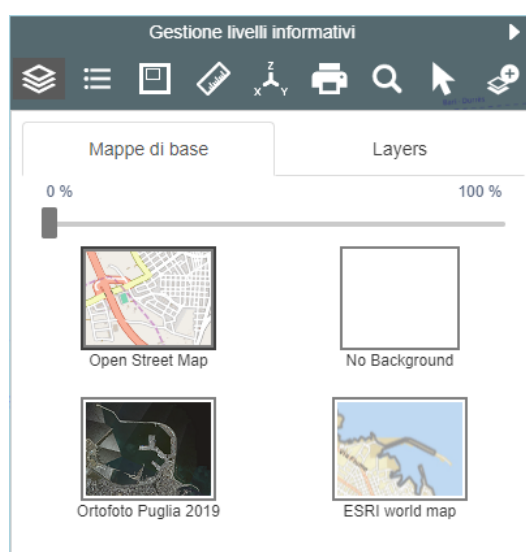 Gestione livelli informativi
Z
X Y
Mappe di base
Layers
0 %
100 %
Open Street Map
No Background
Ortofoto Puglia 2019
ESRI world map